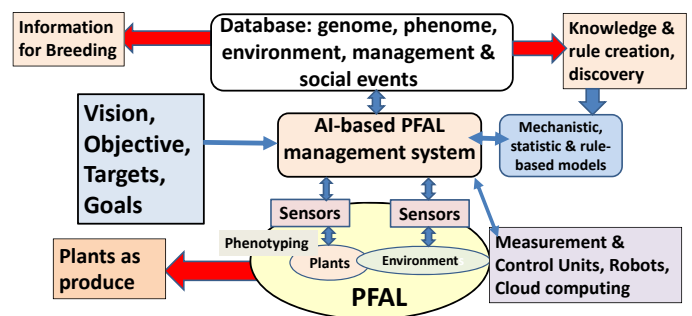 Information
for Breeding
Database: genome, phenome,
environment, management &
social events
Knowledge &
rule creation,
discovery
Vision,
Objective,
Targets,
Goals
AI-based PFAL
management system
Mechanistic,
statistic & rule-
based models
Sensors
Sensors
Phenotyping
Plants
Environment
PFAL
Plants as
produce
Measurement &
Control Units, Robots,
Cloud computing